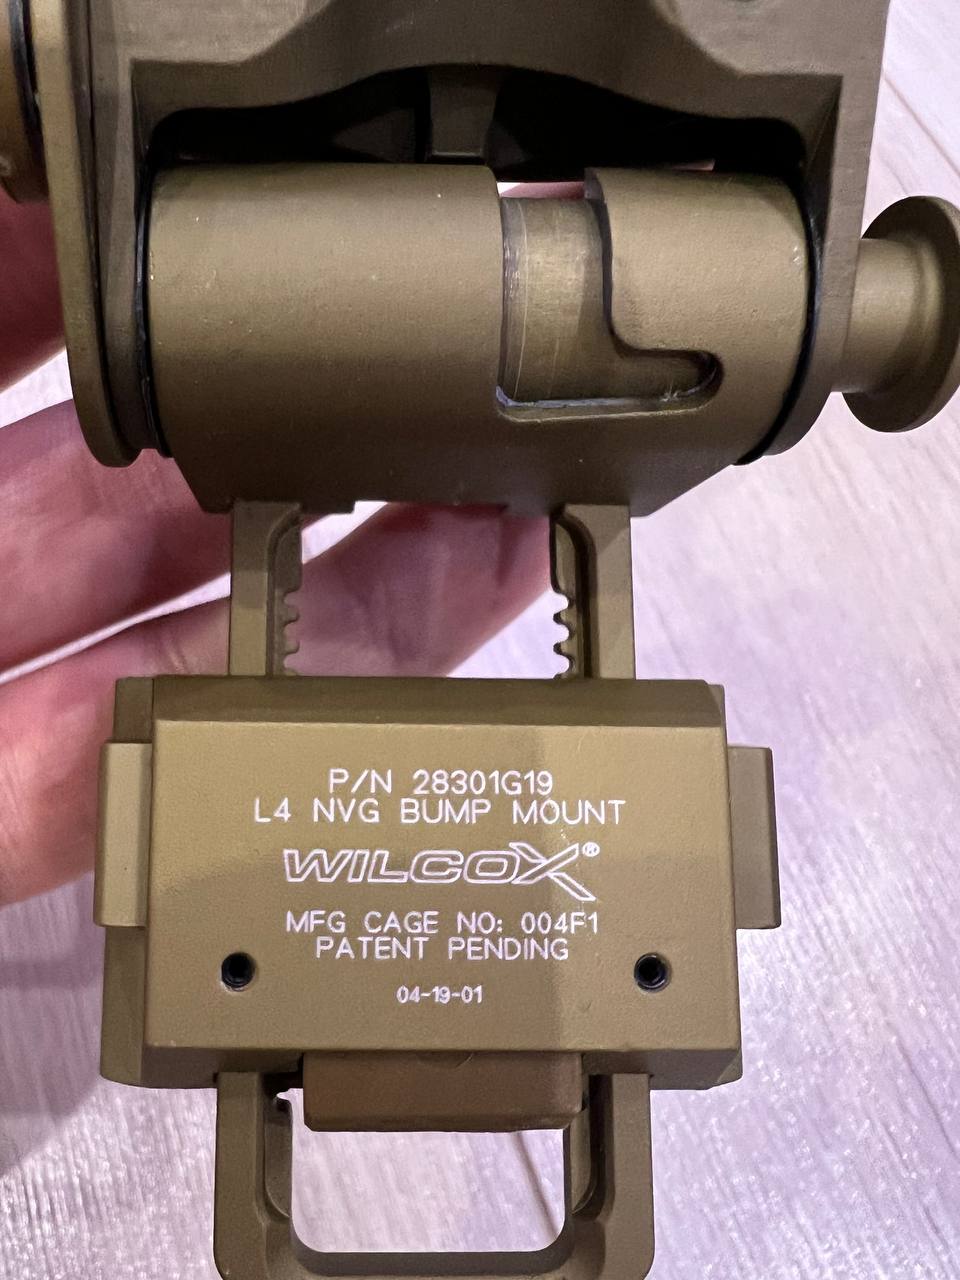 P/N 28301G19
L4 NVG BUMP MOUNT
WILCOX®
MFG CAGE NO: 004F1
PATENT PENDING
04-19-01